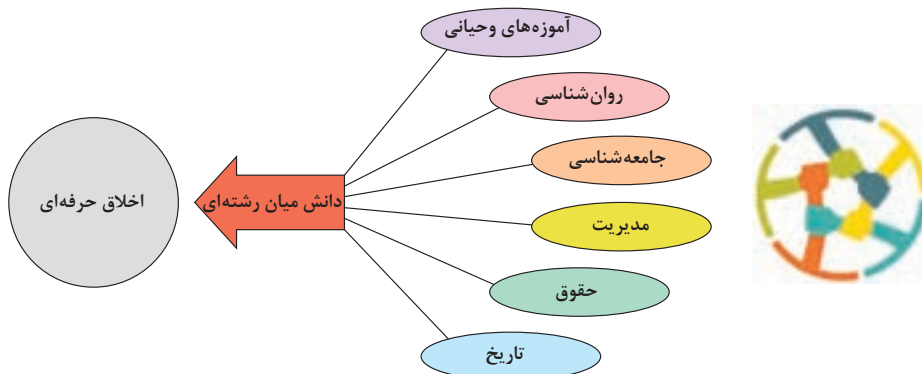 آموزه‌های وحیانی
روان‌شناسی
جامعه‌شناسی
مدیریت
حقوق
تاریخ
دانش میان رشته‌ای
اخلاق حرفه‌ای